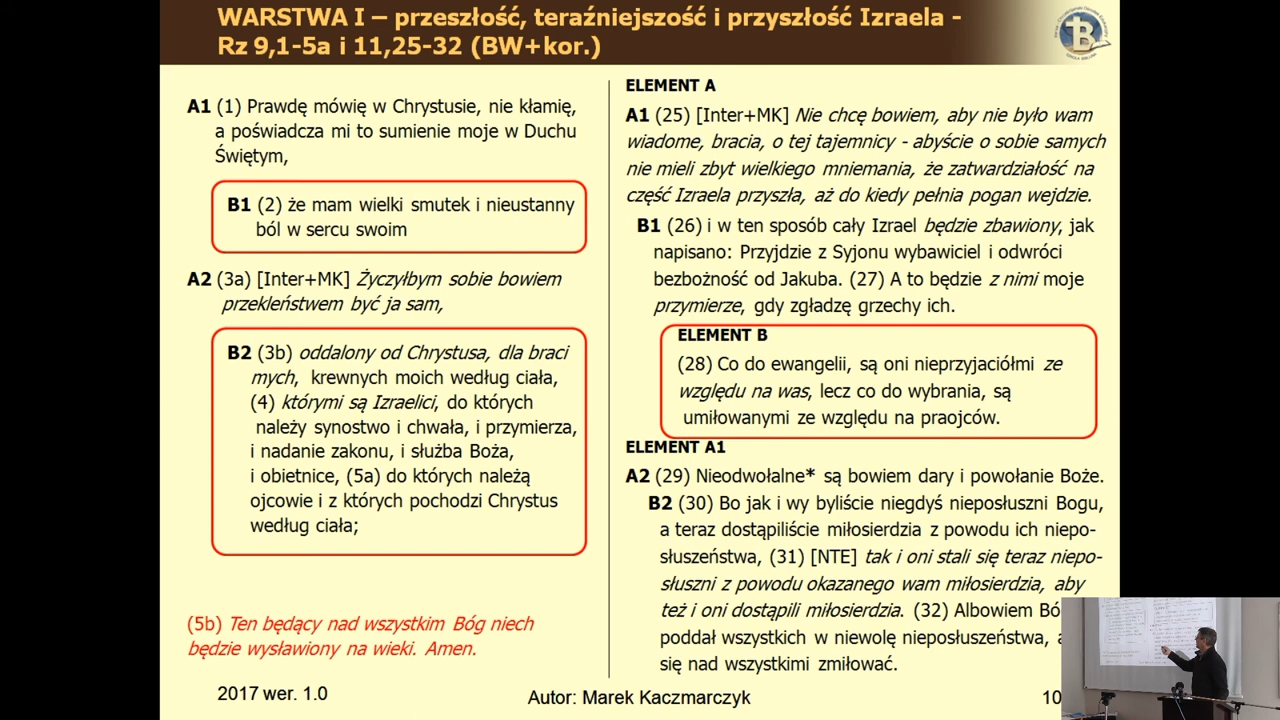 WARSTWA I – przeszłość, teraźniejszość i przyszłość Izraela -
Rz 9,1-5a i 11,25-32 (BW+kor.)
A1 (1) Prawdę mówię w Chrystusie, nie kłamię,
a poświadcza mi to sumienie moje w Duchu
Świętym,
B1 (2) że mam wielki smutek i nieustanny
ból w sercu swoim
A2 (3a) [Inter+MK] Życzyłbym sobie bowiem
przekleństwem być ja sam,
B2 (3b) oddalony od Chrystusa, dla braci
mych, krewnych moich według ciała,
(4) którymi są Izraelici, do których
należy synostwo i chwała, i przymierza,
i nadanie zakonu, i służba Boża,
i obietnice, (5a) do których należą
ojcowie i z których pochodzi Chrystus
według ciała;
(5b) Ten będący nad wszystkim Bóg niech
będzie wysławiony na wieki. Amen.
ELEMENT A
A1 (25) [Inter+MK] Nie chcę bowiem, aby nie było wam
wiadome, bracia, o tej tajemnicy - abyście o sobie samych
nie mieli zbyt wielkiego mniemania, że zatwardziałość na
część Izraela przyszła, aż do kiedy pełnia pogan wejdzie.
B1 (26) i w ten sposób cały Izrael będzie zbawiony, jak
napisano: Przyjdzie z Syjonu wybawiciel i odwróci
bezbożność od Jakuba. (27) A to będzie z nimi moje
przymierze, gdy zgładzę grzechy ich.
ELEMENT B
(28) Co do ewangelii, są oni nieprzyjaciółmi ze
względu na was, lecz co do wybrania, są
umiłowanymi ze względu na praojców.
ELEMENT A1
A2 (29) Nieodwołalne* są bowiem dary i powołanie Boże.
B2 (30) Bo jak i wy byliście niegdyś nieposłuszni Bogu,
a teraz dostąpiliście miłosierdzia z powodu ich niepo-
słuszeństwa, (31) [NTE] tak i oni stali się teraz niepo-
słuszni z powodu okazanego wam miłosierdzia, aby
też i oni dostąpili miłosierdzia. (32) Albowiem
poddał wszystkich w niewolę nieposłuszeństwa,
się nad wszystkimi zmiłować.
2017 wer. 1.0
Autor: Marek Kaczmarczyk
10